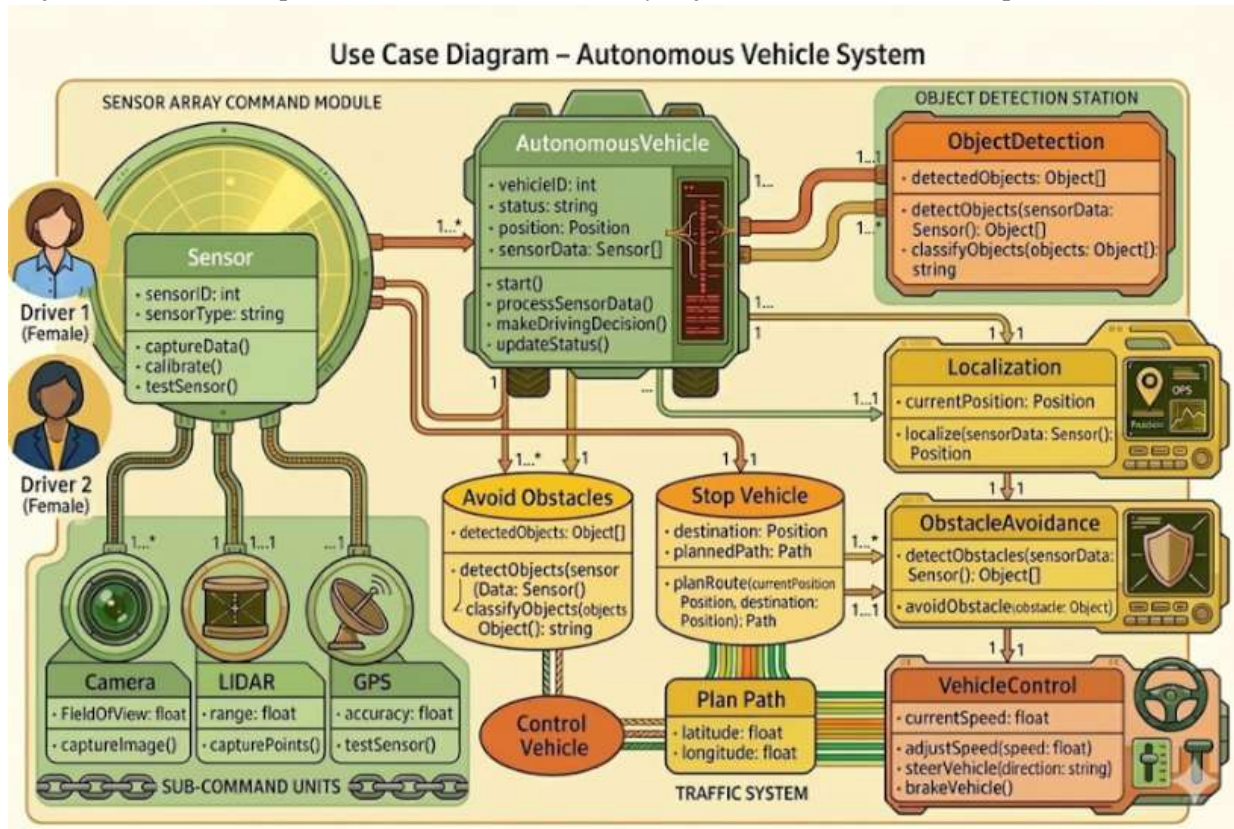 Use Case Diagram – Autonomous Vehicle System
SENSOR ARRAY COMMAND MODULE
OBJECT DETECTION STATION
Driver 1
(Female)
Driver 2
(Female)
Sensor
• sensorID: int
• sensorType: string
• captureData()
• calibrate()
• testSensor()
1...*
AutonomousVehicle
• vehicieID: int
• status: string
• position: Position
• sensorData: Sensor[]
• start()
• processSensorData()
• makeDrivingDecision()
• updateStatus()
1...
1...1
1...*
1...
1
1
...
ObjectDetection
• detectedObjects: Object[]
• detectObjects(sensorData:
Sensor(): Object[]
• classifyObjects(objects: Object[]):
string
1 1
1...1
Localization
• currentPosition: Position
• localize(sensorData: Sensor():
Position
GPS
1 1
ObstacleAvoidance
• detectObstacles(sensorData:
Sensor(): Object[]
• avoidObstacle(obstacle: Object)
1 1
VehicleControl
• currentSpeed: float
• adjustSpeed(speed: float)
• steerVehicle(direction: string)
• brakeVehicle()
1...*
1
Avoid Obstacles
• detectedObjects: Object[]
• detectObjects(sensor
(Data: Sensor()
classifyObjects(objects
Object(): string
1 1
Stop Vehicle
• destination: Position
• plannedPath: Path
• planRoute(currentPosition
Position, destination:
Position): Path
1...*
1...1
Control
Vehicle
Plan Path
• latitude: float
• longitude: float
TRAFFIC SYSTEM
1...*
1
1...1
...1
Camera
• FieldOfView: float
• captureImage()
LIDAR
• range: float
• capturePoints()
GPS
• accuracy: float
• testSensor()
SUB-COMMAND UNITS